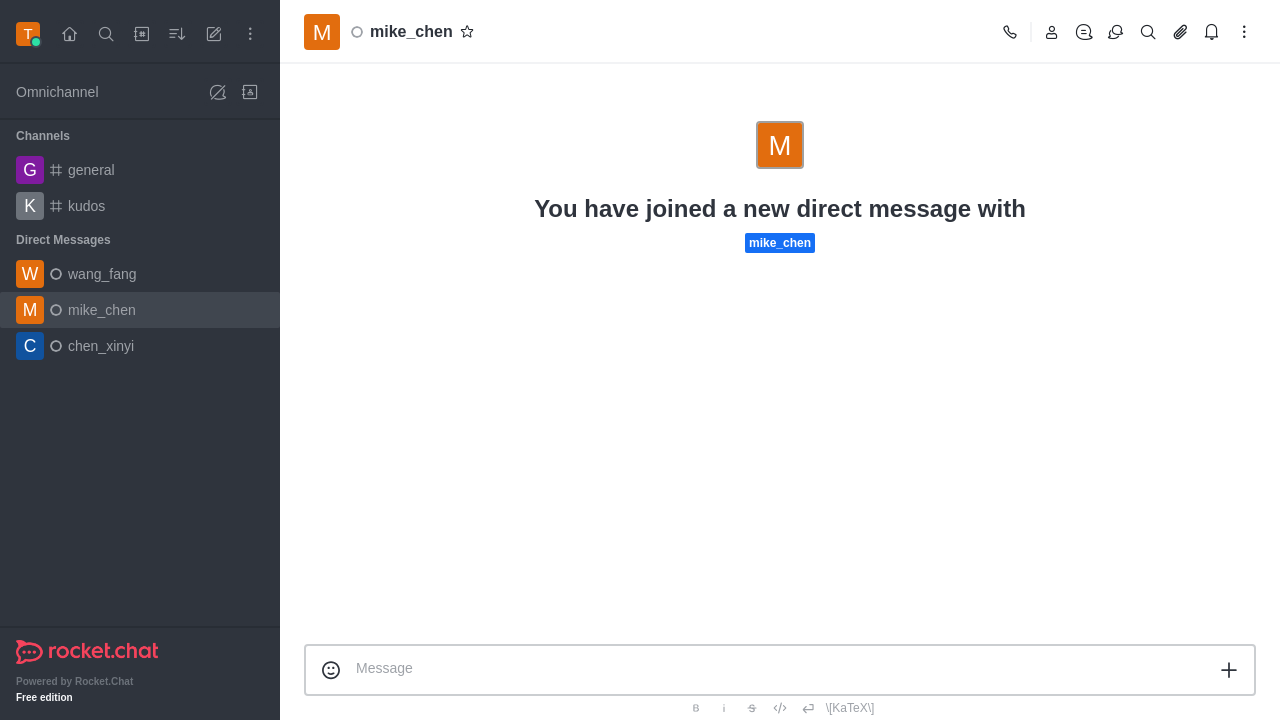 T
Omnichannel
Channels
G general
K kudos
Direct Messages
W wang_fang
M mike_chen
C chen_xinyi
rocket.chat
Powered by Rocket.Chat
Free edition
M mike_chen
M
You have joined a new direct message with
mike_chen
Message
B i S \[KaTeX\]